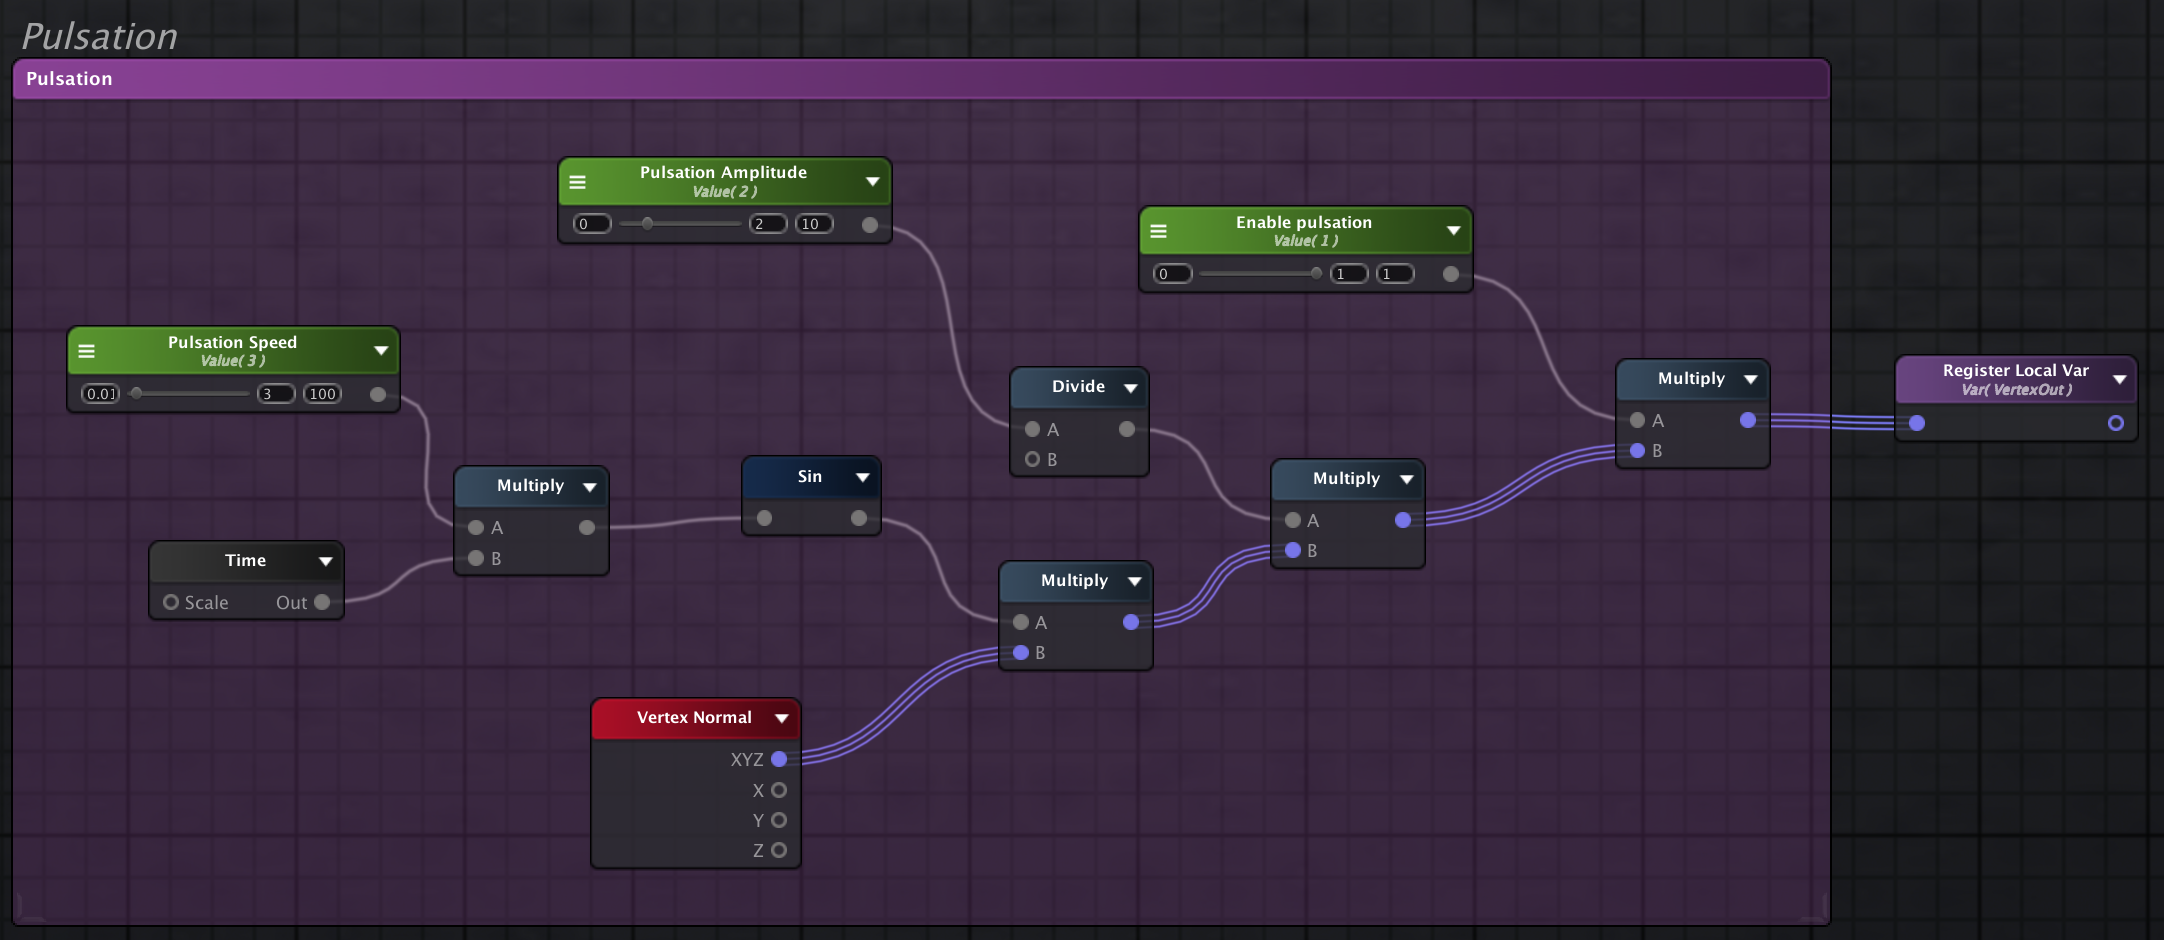 Pulsation
Pulsation
Pulsation Amplitude
Value( 2 )
0 2 10
Enable pulsation
Value( 1 )
0 1 1
Pulsation Speed
Value( 3 )
0.01 3 100
Divide
A
B
Multiply
A
B
Register Local Var
Var( VertexOut )
Multiply
A
B
Sin
Multiply
A
B
Time
Scale Out
Multiply
A
B
Vertex Normal
XYZ
X
Y
Z